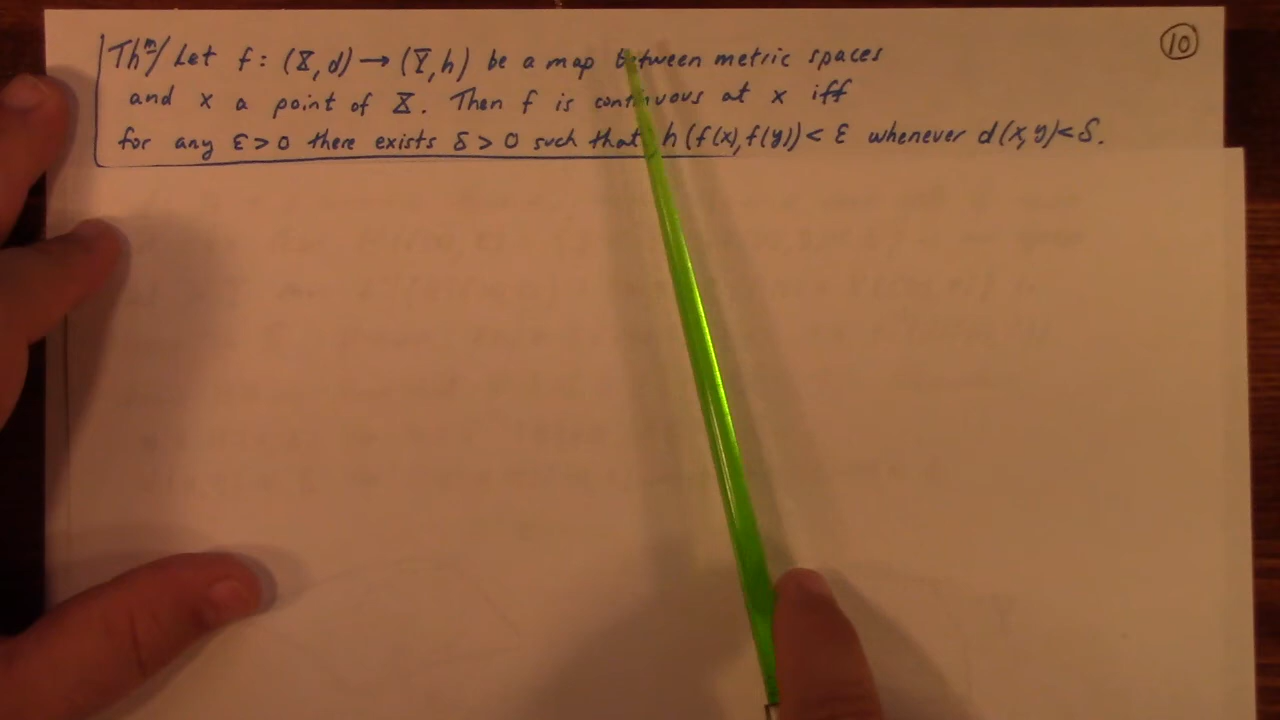 Thᵐ/ Let f : (X, d) → (Y, h) be a map between metric spaces
and x a point of X. Then f is continuous at x iff
for any ε > 0 there exists δ > 0 such that h(f(x), f(y)) < ε whenever d(x, y) < δ.
10